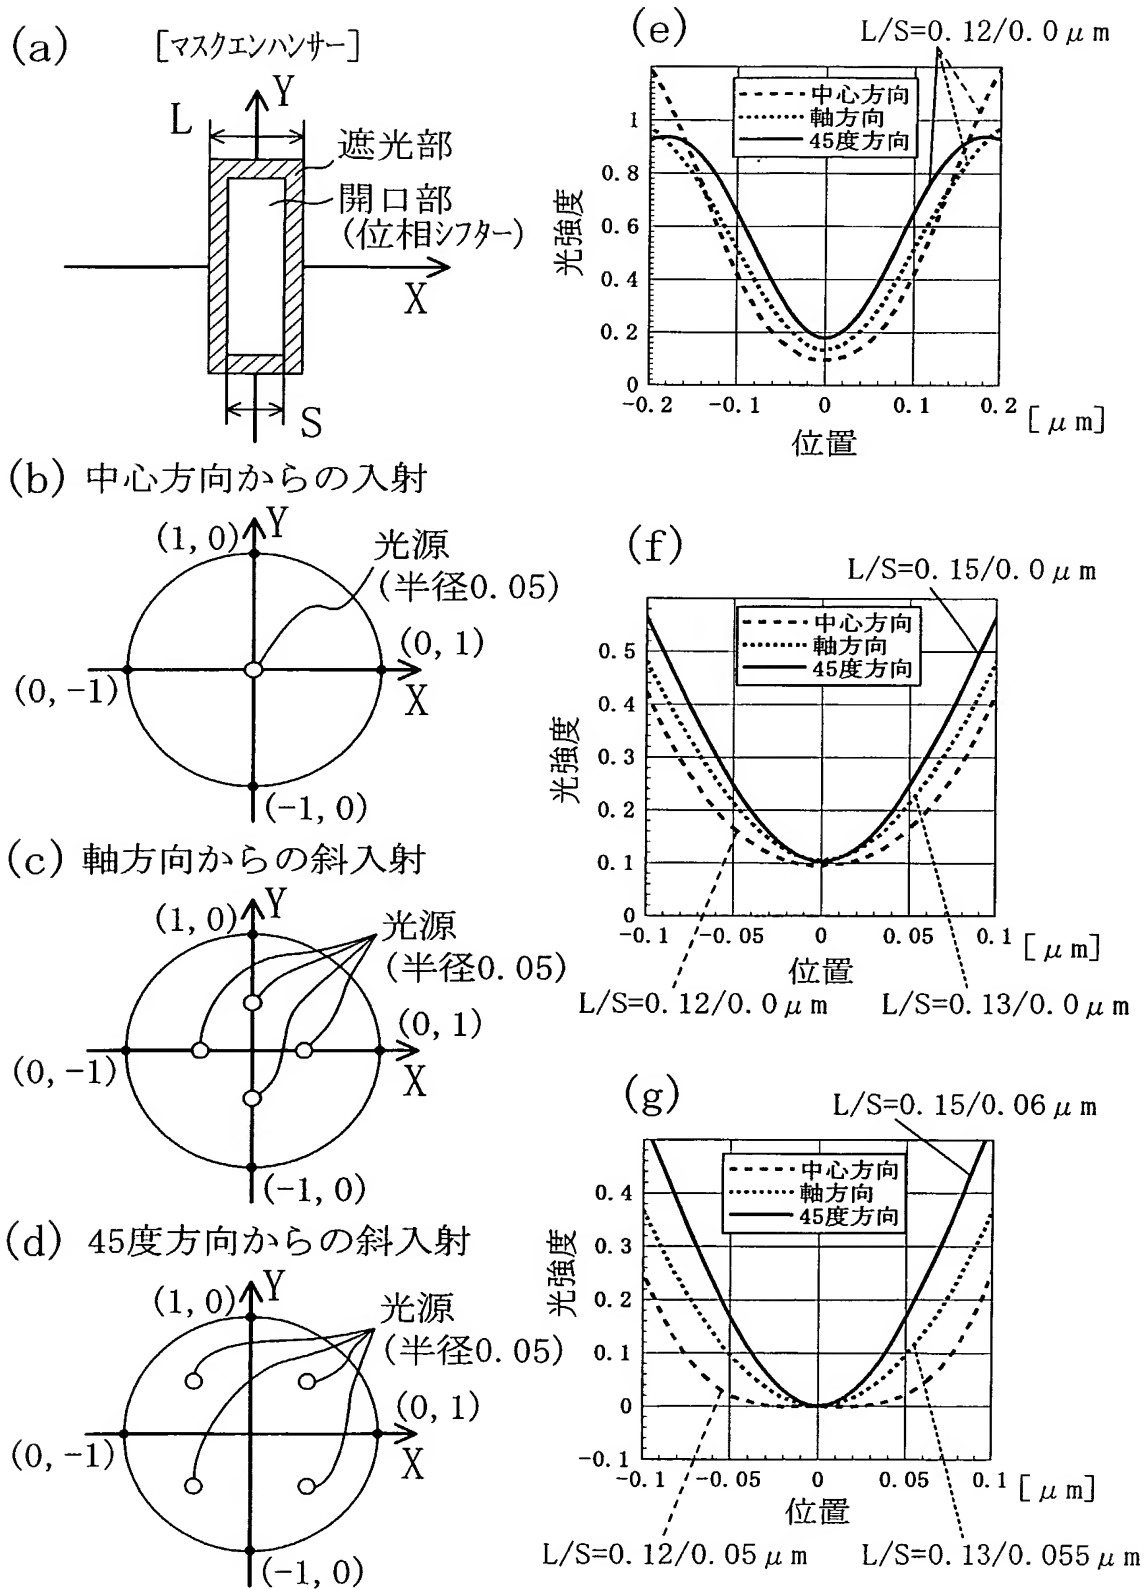 (a)
[マスクエンハンサー]
Y
L
遮光部
開口部
(位相シフター)
X
S
(b) 中心方向からの入射
Y
(1, 0)
光源
(半径0.05)
(0, 1)
(0, -1)
X
(-1, 0)
(c) 軸方向からの斜入射
Y
(1, 0)
光源
(半径0.05)
(0, 1)
(0, -1)
X
(-1, 0)
(d) 45度方向からの斜入射
Y
(1, 0)
光源
(半径0.05)
(0, 1)
(0, -1)
X
(-1, 0)
(e)
L/S=0.12/0.0μm
中心方向
軸方向
45度方向
光強度
1
0.8
0.6
0.4
0.2
0
-0.2 -0.1 0 0.1 0.2 [μm]
位置
(f)
L/S=0.15/0.0μm
中心方向
軸方向
45度方向
光強度
0.5
0.4
0.3
0.2
0.1
0
-0.1 -0.05 0 0.05 0.1 [μm]
位置
L/S=0.12/0.0μm L/S=0.13/0.0μm
(g)
L/S=0.15/0.06μm
中心方向
軸方向
45度方向
光強度
0.4
0.3
0.2
0.1
0
-0.1
-0.1 -0.05 0 0.05 0.1 [μm]
位置
L/S=0.12/0.05μm L/S=0.13/0.055μm